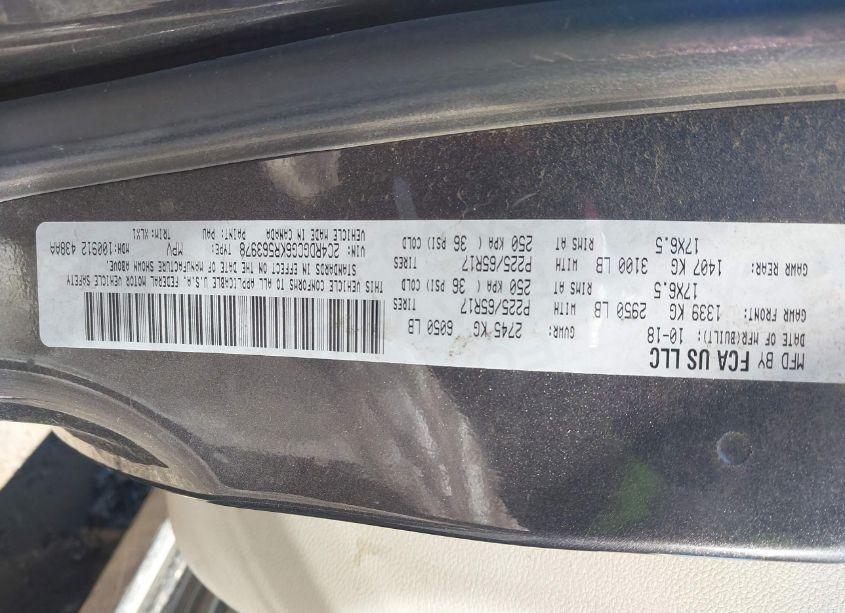 MFD BY FCA US LLC
DATE OF MFR(BUILT): 10-18 GVWR: 2745 KG 6050 LB
GAWR FRONT: 1339 KG 2950 LB WITH P225/65R17 TIRES
17X6.5 RIMS AT 250 KPA ( 36 PSI) COLD
GAWR REAR: 1407 KG 3100 LB WITH P225/65R17 TIRES
17X6.5 RIMS AT 250 KPA ( 36 PSI) COLD
THIS VEHICLE CONFORMS TO ALL APPLICABLE U.S.A. FEDERAL MOTOR VEHICLE SAFETY
STANDARDS IN EFFECT ON THE DATE OF MANUFACTURE SHOWN ABOVE.
VIN: 2C4RDGCG6KR563978 TYPE: MPV MDH:100912 438AA
VEHICLE MADE IN CANADA PAINT: PAU TRIM:XLX1